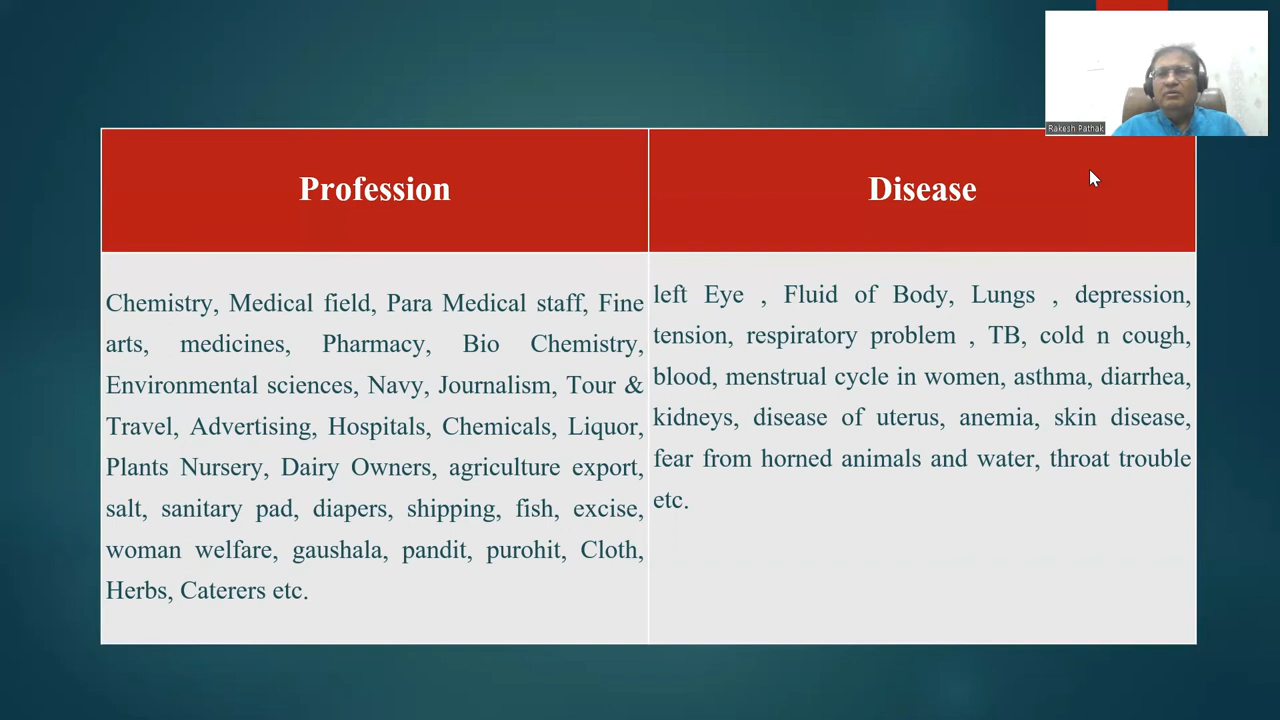 Rakesh Pathak
Profession
Disease
Chemistry, Medical field, Para Medical staff, Fine
arts, medicines, Pharmacy, Bio Chemistry,
Environmental sciences, Navy, Journalism, Tour &
Travel, Advertising, Hospitals, Chemicals, Liquor,
Plants Nursery, Dairy Owners, agriculture export,
salt, sanitary pad, diapers, shipping, fish, excise,
woman welfare, gaushala, pandit, purohit, Cloth,
Herbs, Caterers etc.
left Eye , Fluid of Body, Lungs , depression,
tension, respiratory problem , TB, cold n cough,
blood, menstrual cycle in women, asthma, diarrhea,
kidneys, disease of uterus, anemia, skin disease,
fear from horned animals and water, throat trouble
etc.